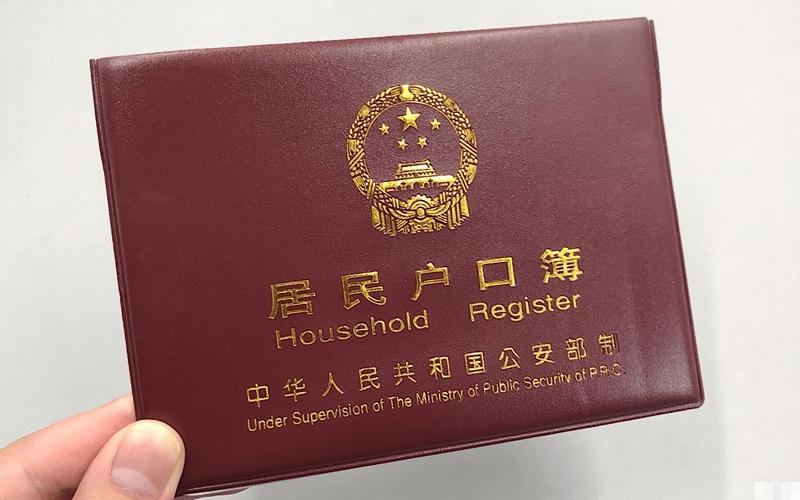 居民户口簿
Household Register
中华人民共和国公安部制
Under Supervision of The Ministry of Public Security of P.R.C.